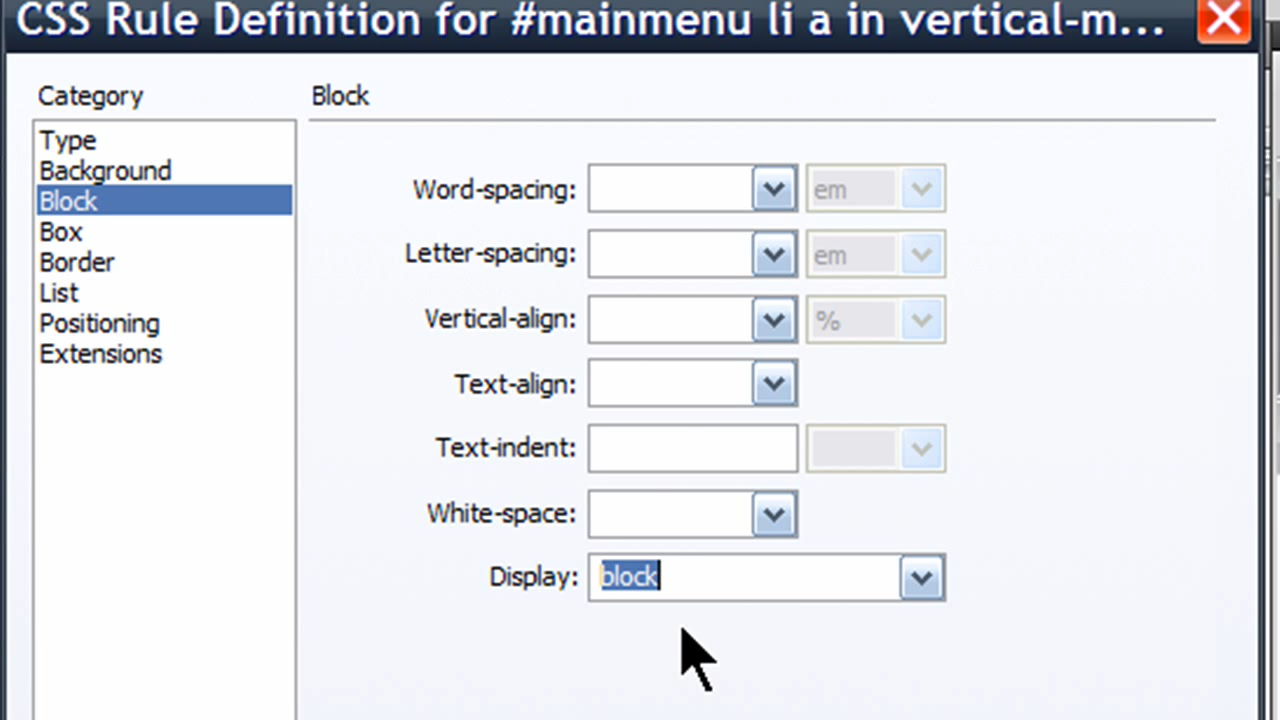 CSS Rule Definition for #mainmenu li a in vertical-m...
Category
Block
Type
Background
Block
Box
Border
List
Positioning
Extensions
Word-spacing: em
Letter-spacing: em
Vertical-align: %
Text-align:
Text-indent:
White-space:
Display: block